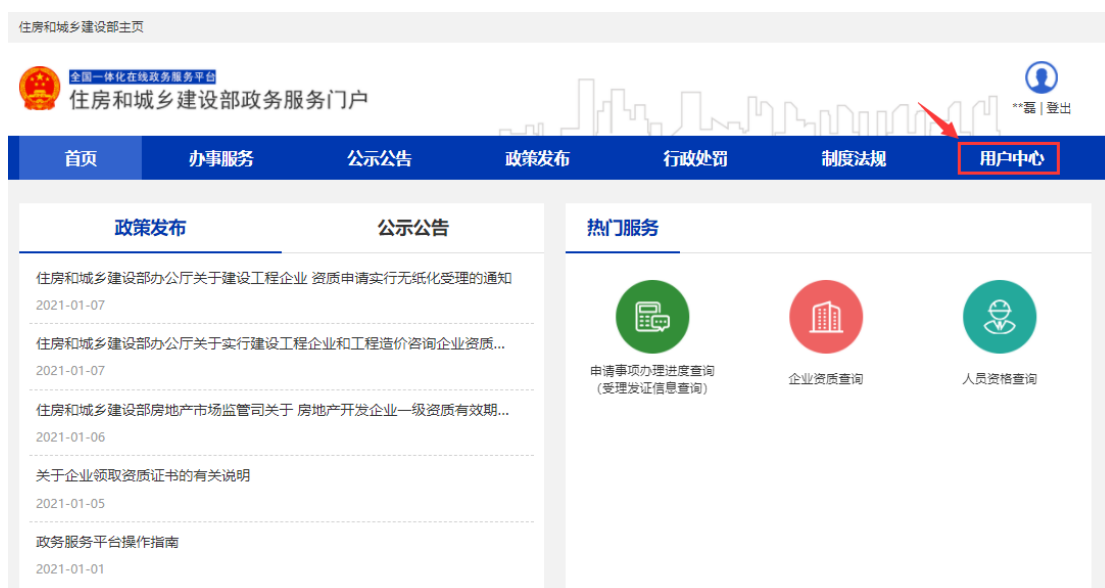 住房和城乡建设部主页
全国一体化在线政务服务平台
住房和城乡建设部政务服务门户
**磊 | 登出
首页 办事服务 公示公告 政策发布 行政处罚 制度法规 用户中心
政策发布 公示公告
住房和城乡建设部办公厅关于建设工程企业 资质申请实行无纸化受理的通知
2021-01-07
住房和城乡建设部办公厅关于实行建设工程企业和工程造价咨询企业资质...
2021-01-07
住房和城乡建设部房地产市场监管司关于 房地产开发企业一级资质有效期...
2021-01-06
关于企业领取资质证书的有关说明
2021-01-05
政务服务平台操作指南
2021-01-01
热门服务
申请事项办理进度查询
（受理发证信息查询）
企业资质查询
人员资格查询